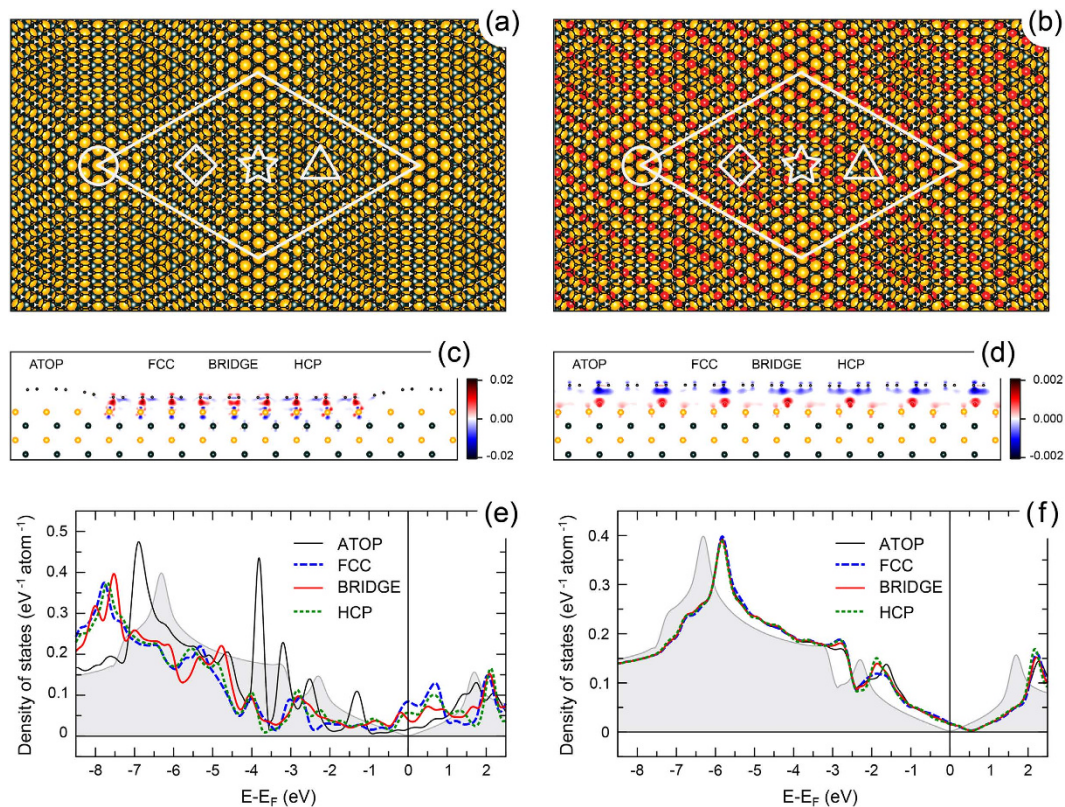 (a)
(b)
ATOP FCC BRIDGE HCP (c)
0.02
0.00
-0.02
ATOP FCC BRIDGE HCP (d)
0.002
0.000
-0.002
(e)
Density of states (eV⁻¹ atom⁻¹)
0.5
0.4
0.3
0.2
0.1
0
ATOP
FCC
BRIDGE
HCP
-8 -7 -6 -5 -4 -3 -2 -1 0 1 2
E-E_F (eV)
(f)
Density of states (eV⁻¹ atom⁻¹)
0.4
0.3
0.2
0.1
0
ATOP
FCC
BRIDGE
HCP
-8 -7 -6 -5 -4 -3 -2 -1 0 1 2
E-E_F (eV)